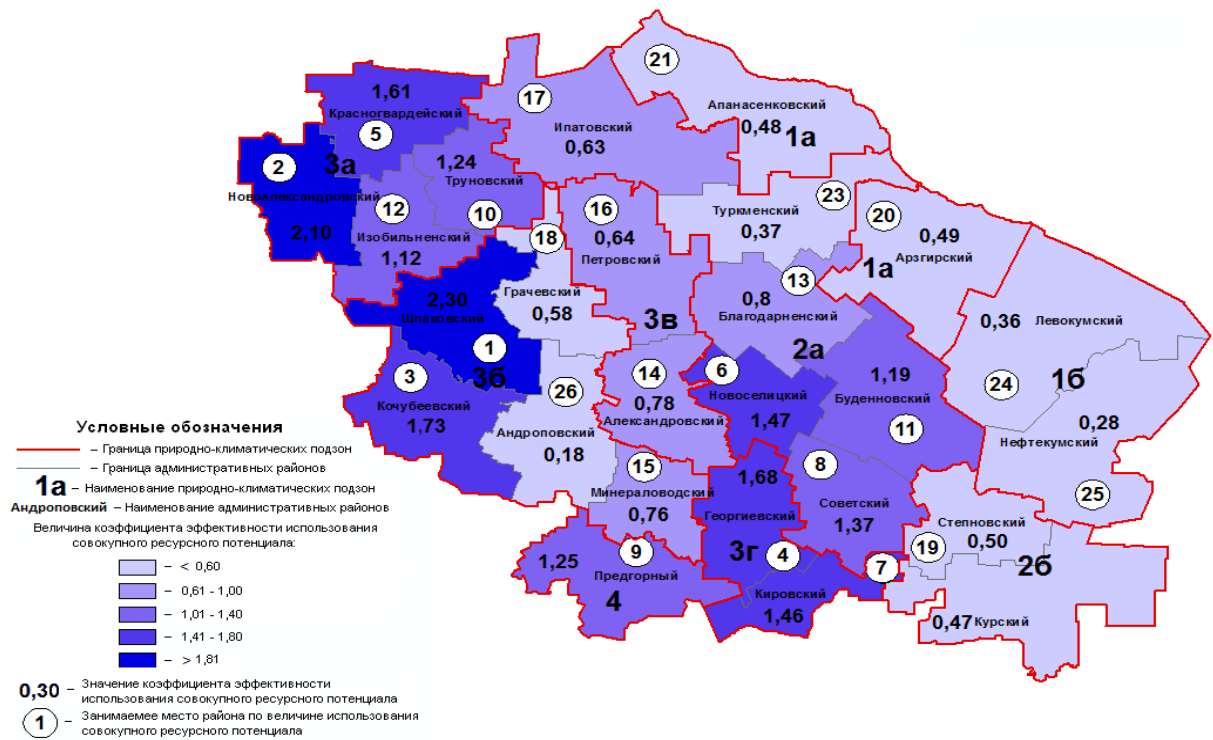 21
1,61
Красногвардейский
5
17
Ипатовский
0,63
Апанасенковский
0,48
1а
2
3а
Новоалександровский
2,10
1,24
Труновский
10
12
Изобильненский
1,12
18
Грачевский
0,58
16
0,64
Петровский
3в
23
Туркменский
0,37
20
0,49
Арзгирский
1а
13
0,8
Благодарненский
2а
2,30
Шпаковский
1
3б
3
Кочубеевский
1,73
26
Андроповский
0,18
14
0,78
Александровский
6
Новоселицкий
1,47
1,19
Буденновский
11
0,36
Левокумский
24
1б
0,28
Нефтекумский
25
15
Минераловодский
0,76
1,68
Георгиевский
3г
4
8
Советский
1,37
Степновский
0,50
19
2б
0,47 Курский
7
Кировский
1,46
9
1,25
Предгорный
4
Условные обозначения
– Граница природно-климатических подзон
– Граница административных районов
1а – Наименование природно-климатических подзон
Андроповский – Наименование административных районов
Величина коэффициента эффективности использования
совокупного ресурсного потенциала:
– < 0,60
– 0,61 - 1,00
– 1,01 - 1,40
– 1,41 - 1,80
– > 1,81
0,30 – Значение коэффициента эффективности
использования совокупного ресурсного потенциала
1 – Занимаемее место района по величине использования
совокупного ресурсного потенциала